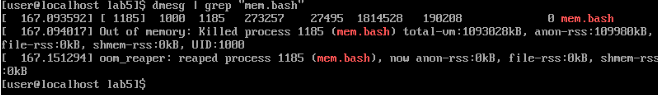 [user@localhost lab5]$ dmesg | grep "mem.bash"
[  167.093592] [ 1185]  1000  1185   273257    27495  1814528   190208             0 mem.bash
[  167.094017] Out of memory: Killed process 1185 (mem.bash) total-vm:1093028kB, anon-rss:109980kB,
file-rss:0kB, shmem-rss:0kB, UID:1000
[  167.151294] oom_reaper: reaped process 1185 (mem.bash), now anon-rss:0kB, file-rss:0kB, shmem-rss
:0kB
[user@localhost lab5]$